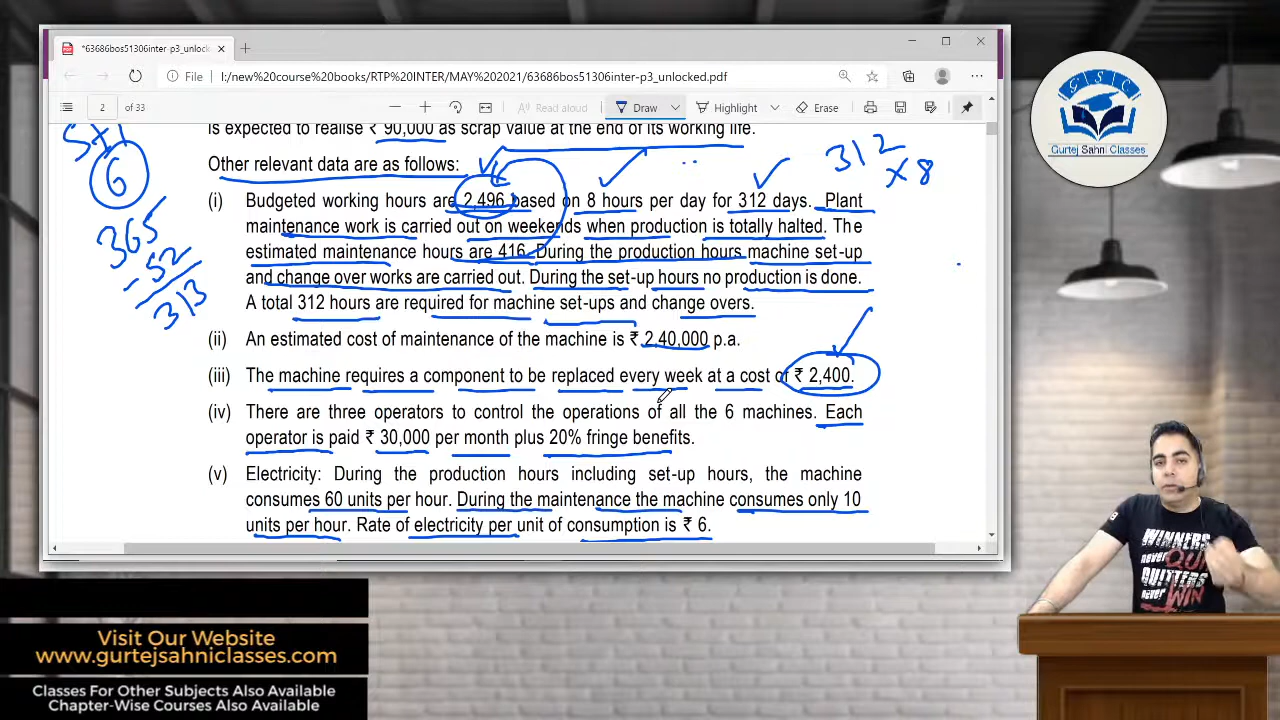 *63686bos51306inter-p3_unlock
File
I:/new%20course%20books/RTP%20INTER/MAY%202021/63686bos51306inter-p3_unlocked.pdf
2 of 33
Read aloud
Draw
Highlight
Erase
is expected to realise ₹ 90,000 as scrap value at the end of its working life.
Other relevant data are as follows:
(i) Budgeted working hours are 2,496 based on 8 hours per day for 312 days. Plant
maintenance work is carried out on weekends when production is totally halted. The
estimated maintenance hours are 416. During the production hours machine set-up
and change over works are carried out. During the set-up hours no production is done.
A total 312 hours are required for machine set-ups and change overs.
(ii) An estimated cost of maintenance of the machine is ₹ 2,40,000 p.a.
(iii) The machine requires a component to be replaced every week at a cost of ₹ 2,400.
(iv) There are three operators to control the operations of all the 6 machines. Each
operator is paid ₹ 30,000 per month plus 20% fringe benefits.
(v) Electricity: During the production hours including set-up hours, the machine
consumes 60 units per hour. During the maintenance the machine consumes only 10
units per hour. Rate of electricity per unit of consumption is ₹ 6.
5+1
6
365
-52
313
312
×8
GSC
Gurtej Sahni Classes
WINNERS
never QUI
QUITTERS
never WIN
Visit Our Website
www.gurtejsahniclasses.com
Classes For Other Subjects Also Available
Chapter-Wise Courses Also Available